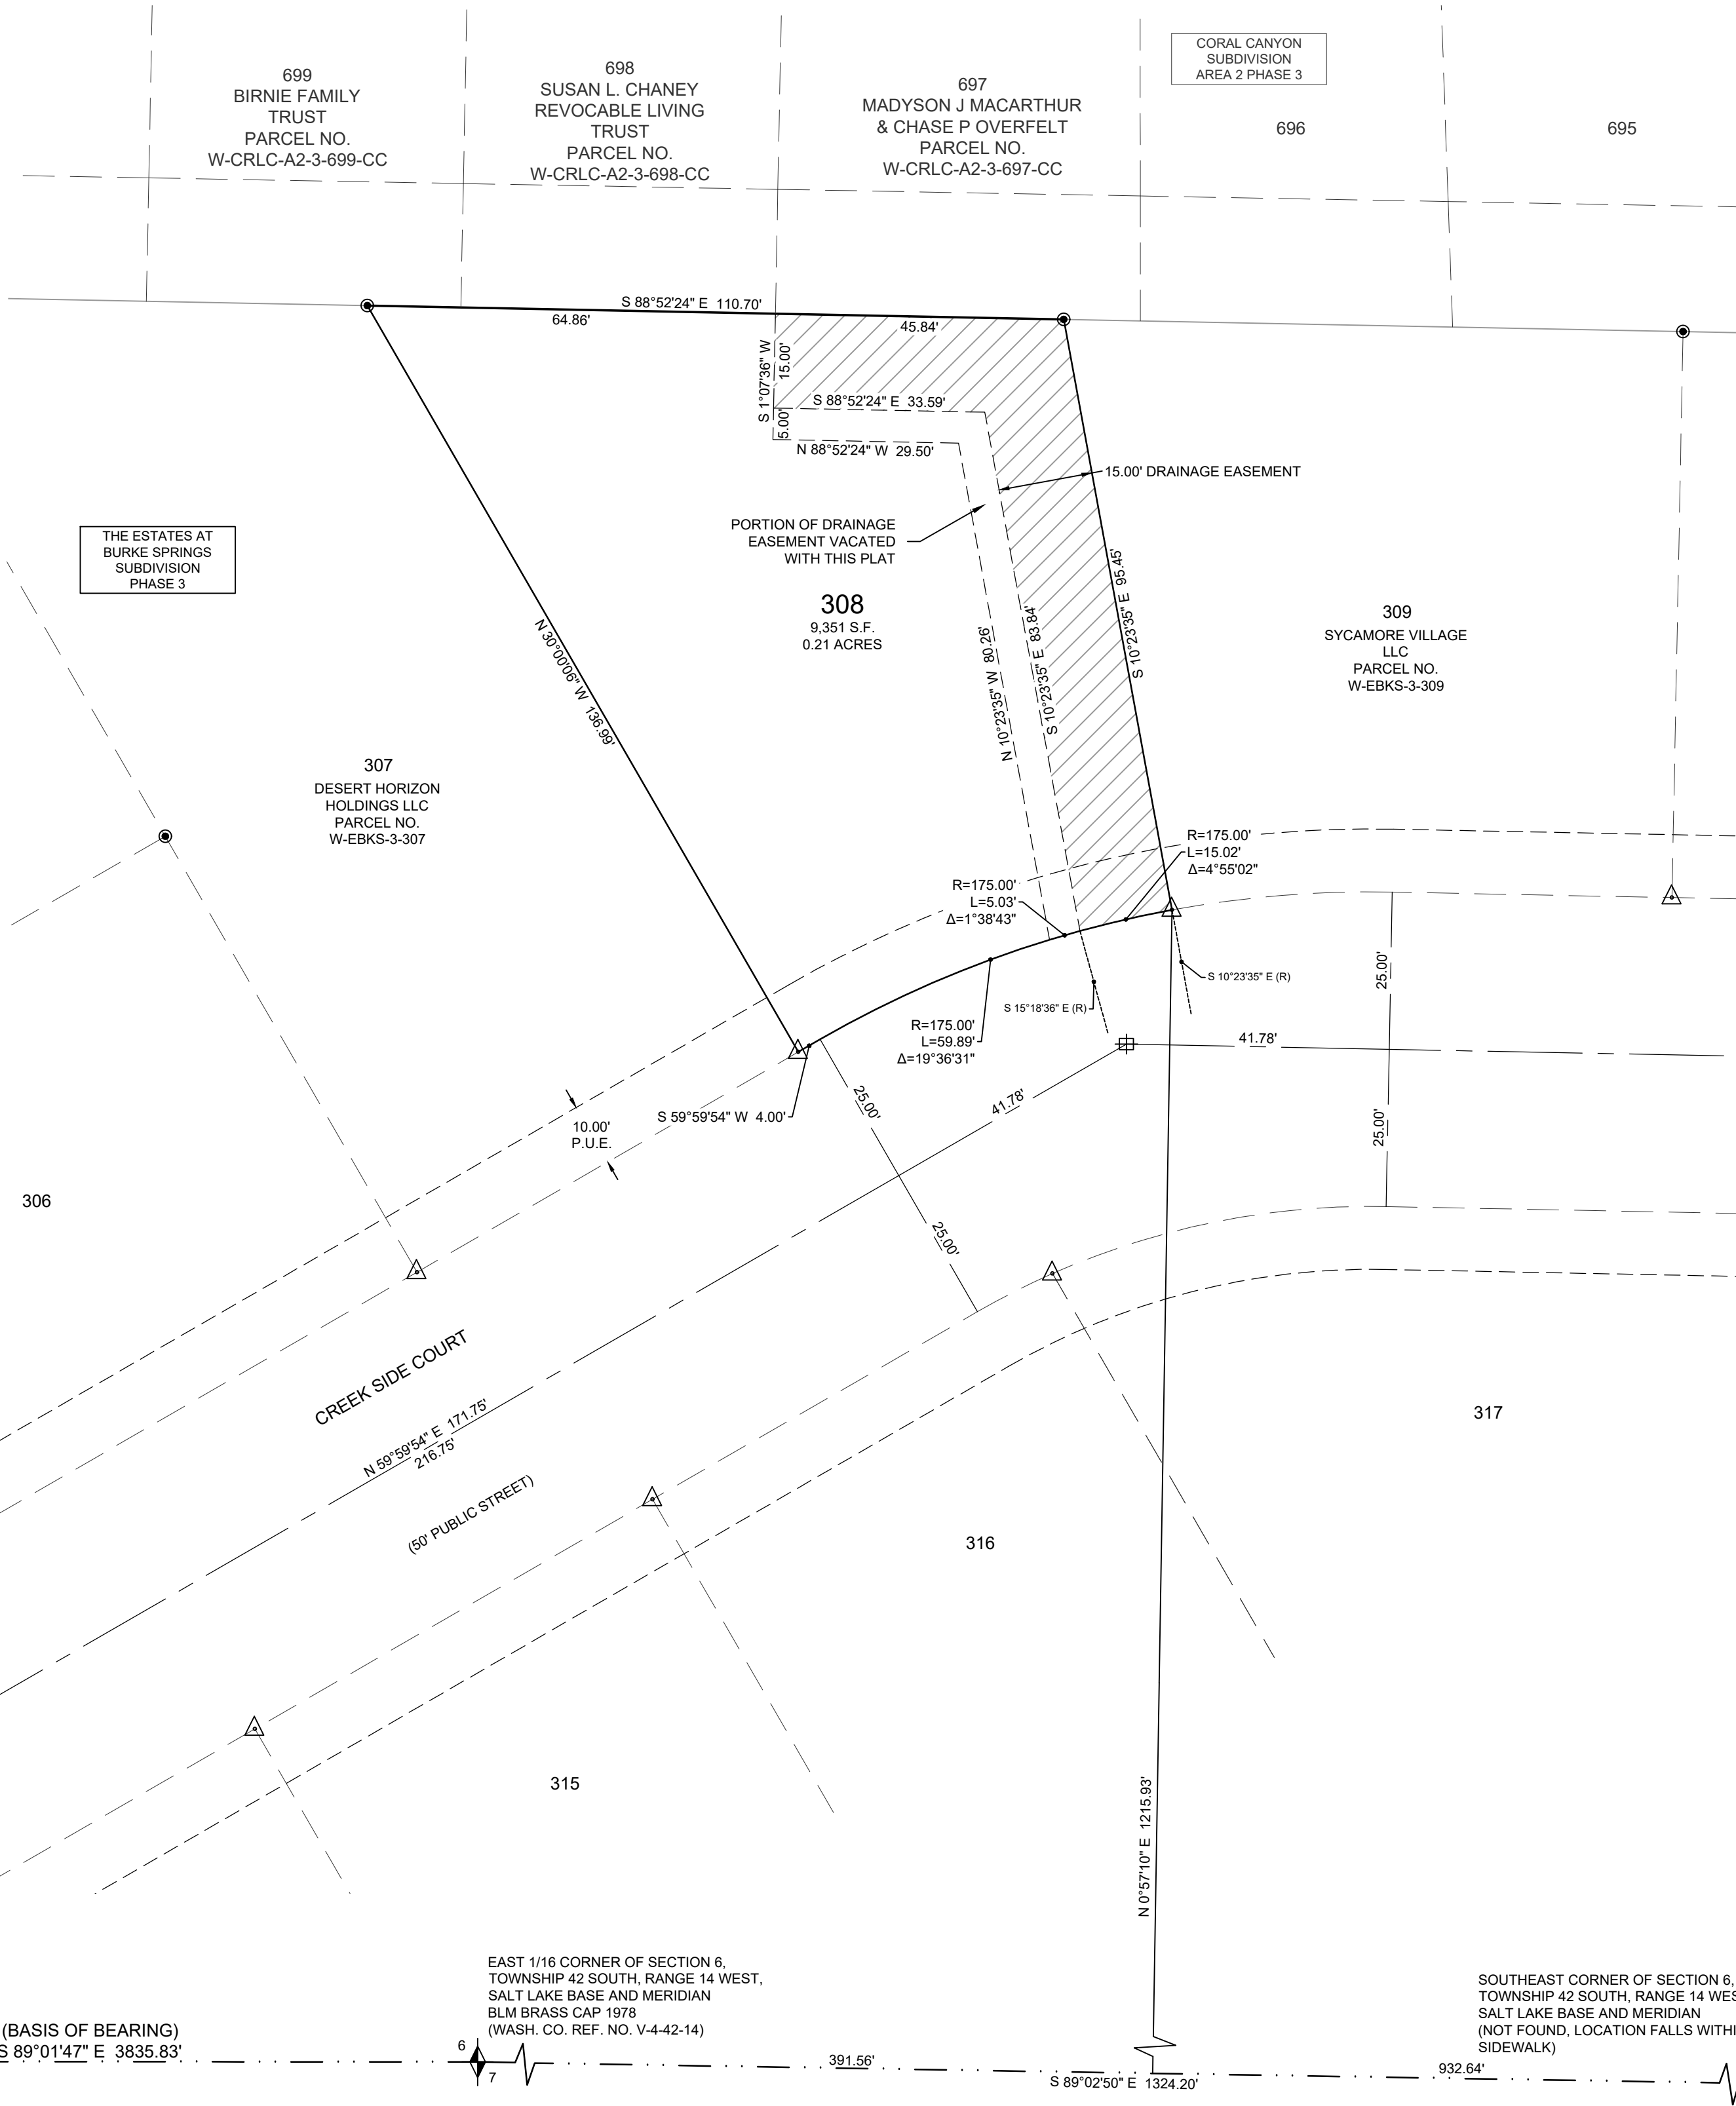 CORAL CANYON
SUBDIVISION
AREA 2 PHASE 3
699
BIRNIE FAMILY
TRUST
PARCEL NO.
W-CRLC-A2-3-699-CC
698
SUSAN L. CHANEY
REVOCABLE LIVING
TRUST
PARCEL NO.
W-CRLC-A2-3-698-CC
697
MADYSON J MACARTHUR
& CHASE P OVERFELT
PARCEL NO.
W-CRLC-A2-3-697-CC
696
695
S 88°52'24" E 110.70'
64.86'
45.84'
S 1°07'36" W
15.00'
S 88°52'24" E 33.59'
5.00'
N 88°52'24" W 29.50'
15.00' DRAINAGE EASEMENT
PORTION OF DRAINAGE
EASEMENT VACATED
WITH THIS PLAT
THE ESTATES AT
BURKE SPRINGS
SUBDIVISION
PHASE 3
308
9,351 S.F.
0.21 ACRES
N 30°00'06" W 136.99'
N 10°23'35" W 80.26'
S 10°23'35" E 83.84'
S 10°23'35" E 95.45'
309
SYCAMORE VILLAGE
LLC
PARCEL NO.
W-EBKS-3-309
307
DESERT HORIZON
HOLDINGS LLC
PARCEL NO.
W-EBKS-3-307
R=175.00'
L=15.02'
Δ=4°55'02"
R=175.00'
L=5.03'
Δ=1°38'43"
S 10°23'35" E (R)
S 15°18'36" E (R)
R=175.00'
L=59.89'
Δ=19°36'31"
25.00'
41.78'
25.00'
41.78'
25.00'
S 59°59'54" W 4.00'
10.00'
P.U.E.
25.00'
306
CREEK SIDE COURT
N 59°59'54" E 171.75'
216.75'
(50' PUBLIC STREET)
317
316
315
N 0°57'10" E 1215.93'
EAST 1/16 CORNER OF SECTION 6,
TOWNSHIP 42 SOUTH, RANGE 14 WEST,
SALT LAKE BASE AND MERIDIAN
BLM BRASS CAP 1978
(WASH. CO. REF. NO. V-4-42-14)
SOUTHEAST CORNER OF SECTION 6,
TOWNSHIP 42 SOUTH, RANGE 14 WES
SALT LAKE BASE AND MERIDIAN
(NOT FOUND, LOCATION FALLS WITHI
SIDEWALK)
(BASIS OF BEARING)
S 89°01'47" E 3835.83'
6
7
391.56'
S 89°02'50" E 1324.20'
932.64'